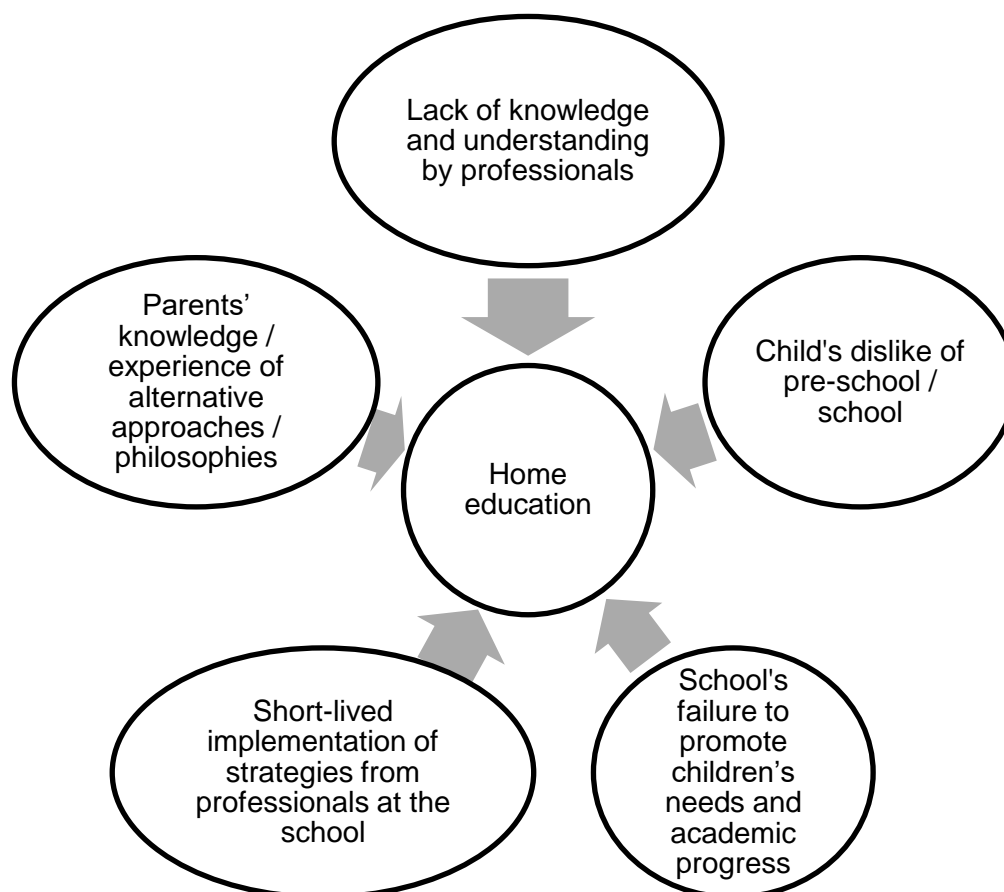 Lack of knowledge
and understanding
by professionals
Parents’
knowledge /
experience of
alternative
approaches /
philosophies
Child's dislike of
pre-school /
school
Home
education
Short-lived
implementation of
strategies from
professionals at the
school
School's
failure to
promote
children’s
needs and
academic
progress